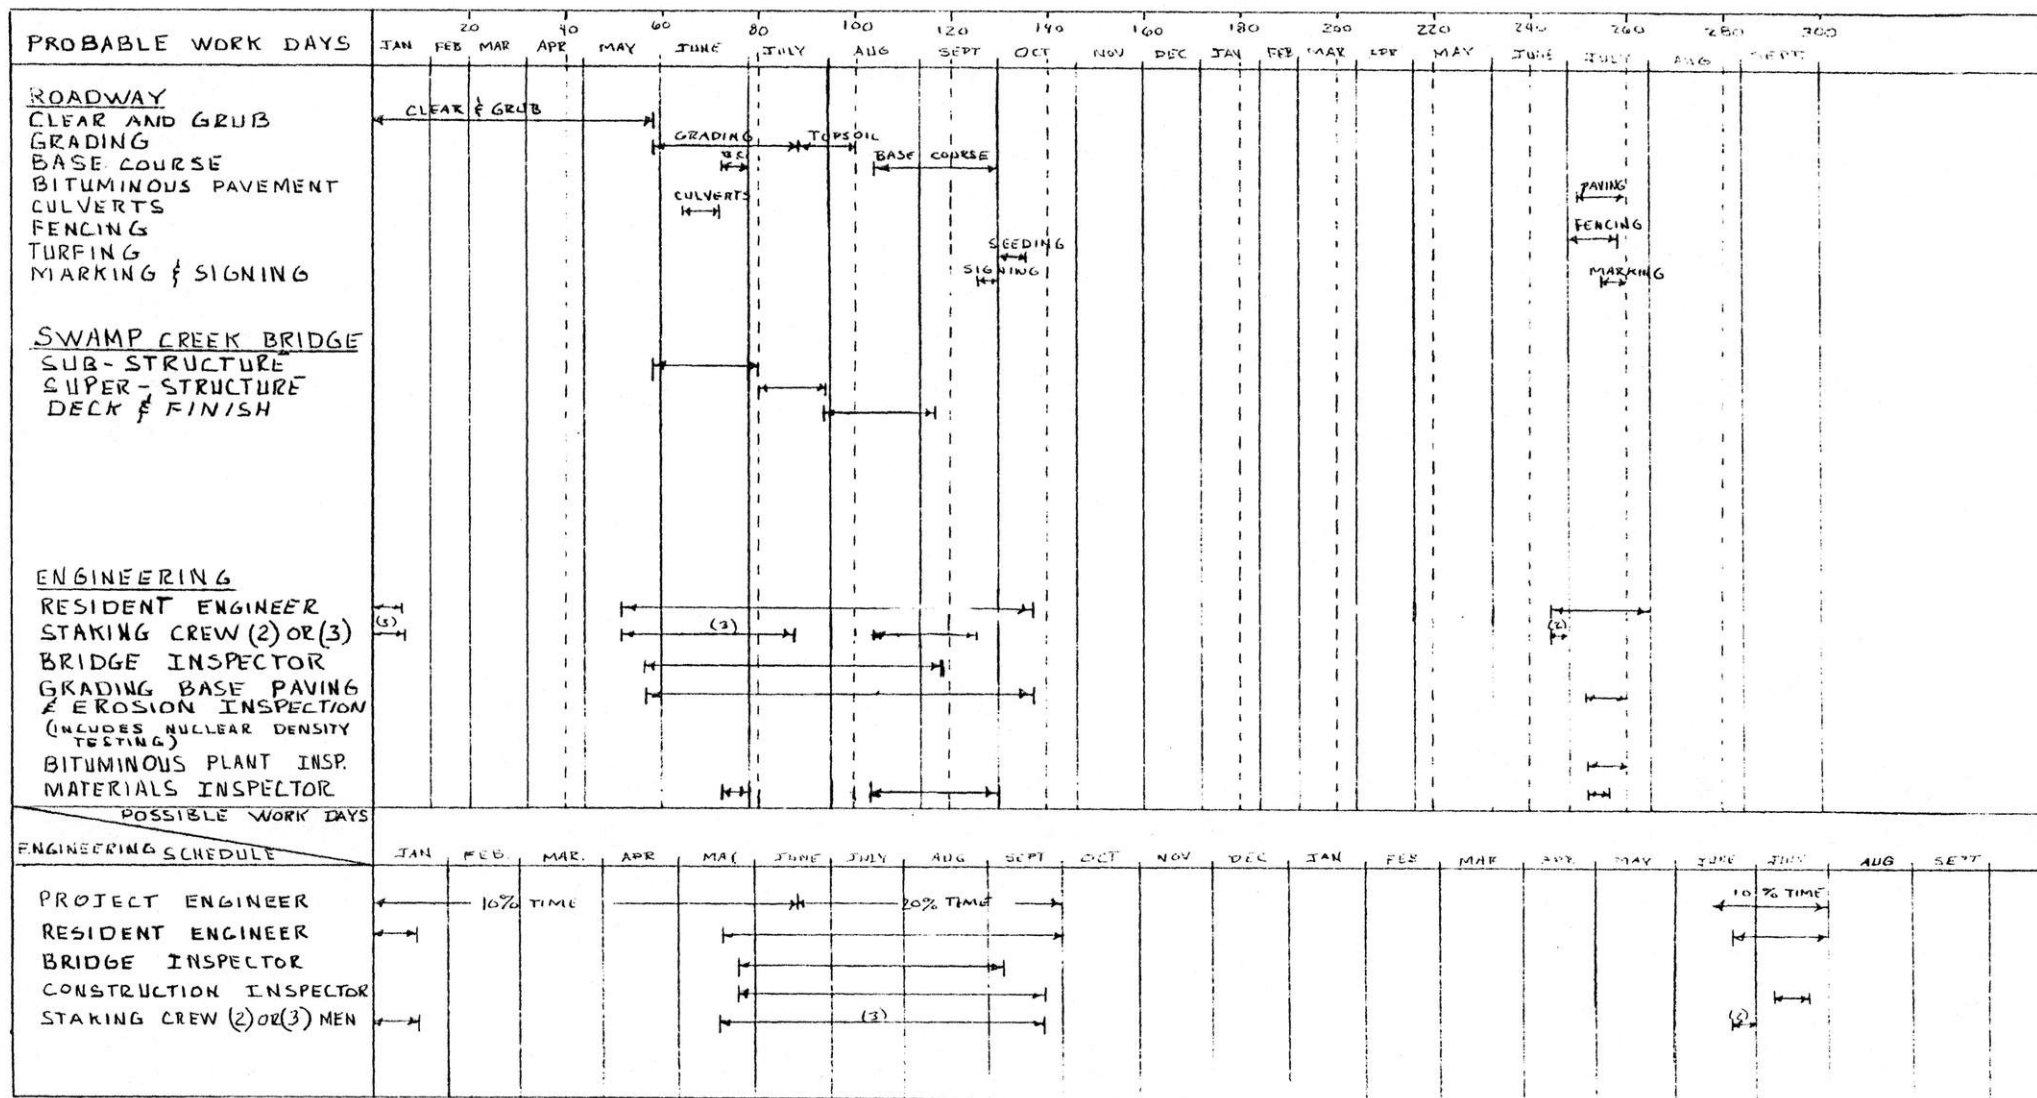 20 40 60 80 100 120 140 160 180 200 220 240 260 280 300
PROBABLE WORK DAYS JAN FEB MAR APR MAY JUNE JULY AUG SEPT OCT NOV DEC JAN FEB MAR APR MAY JUNE JULY AUG SEPT
ROADWAY
CLEAR AND GRUB CLEAR & GRUB
GRADING GRADING TOPSOIL
BASE COURSE B.C. BASE COURSE
BITUMINOUS PAVEMENT PAVING
CULVERTS CULVERTS
FENCING FENCING
TURFING SEEDING
MARKING & SIGNING SIGNING MARKING
SWAMP CREEK BRIDGE
SUB-STRUCTURE
SUPER-STRUCTURE
DECK & FINISH
ENGINEERING
RESIDENT ENGINEER
STAKING CREW (2) OR (3) (3) (2)
BRIDGE INSPECTOR
GRADING BASE PAVING
& EROSION INSPECTION
(INCLUDES NUCLEAR DENSITY
TESTING)
BITUMINOUS PLANT INSP.
MATERIALS INSPECTOR
POSSIBLE WORK DAYS
ENGINEERING SCHEDULE JAN FEB. MAR. APR MAY JUNE JULY AUG SEPT OCT NOV DEC JAN FEB MAR APR MAY JUNE JULY AUG SEPT
PROJECT ENGINEER 10% TIME 20% TIME 10% TIME
RESIDENT ENGINEER
BRIDGE INSPECTOR
CONSTRUCTION INSPECTOR
STAKING CREW (2) OR (3) MEN (3)